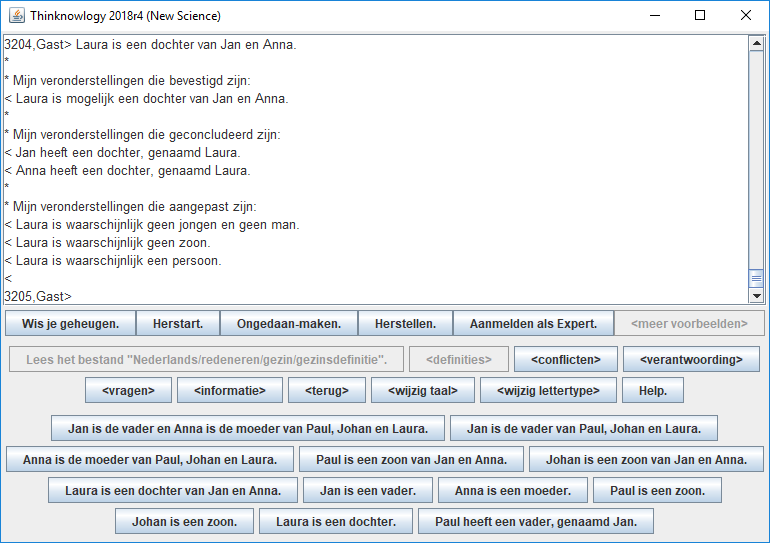 Thinknowlogy 2018r4 (New Science)
3204,Gast> Laura is een dochter van Jan en Anna.
*
* Mijn veronderstellingen die bevestigd zijn:
< Laura is mogelijk een dochter van Jan en Anna.
*
* Mijn veronderstellingen die geconcludeerd zijn:
< Jan heeft een dochter, genaamd Laura.
< Anna heeft een dochter, genaamd Laura.
*
* Mijn veronderstellingen die aangepast zijn:
< Laura is waarschijnlijk geen jongen en geen man.
< Laura is waarschijnlijk geen zoon.
< Laura is waarschijnlijk een persoon.
<
3205,Gast>
Wis je geheugen. Herstart. Ongedaan-maken. Herstellen. Aanmelden als Expert. <meer voorbeelden>
Lees het bestand "Nederlands/redeneren/gezin/gezinsdefinitie". <definities> <conflicten> <verantwoording>
<vragen> <informatie> <terug> <wijzig taal> <wijzig lettertype> Help.
Jan is de vader en Anna is de moeder van Paul, Johan en Laura. Jan is de vader van Paul, Johan en Laura.
Anna is de moeder van Paul, Johan en Laura. Paul is een zoon van Jan en Anna. Johan is een zoon van Jan en Anna.
Laura is een dochter van Jan en Anna. Jan is een vader. Anna is een moeder. Paul is een zoon.
Johan is een zoon. Laura is een dochter. Paul heeft een vader, genaamd Jan.